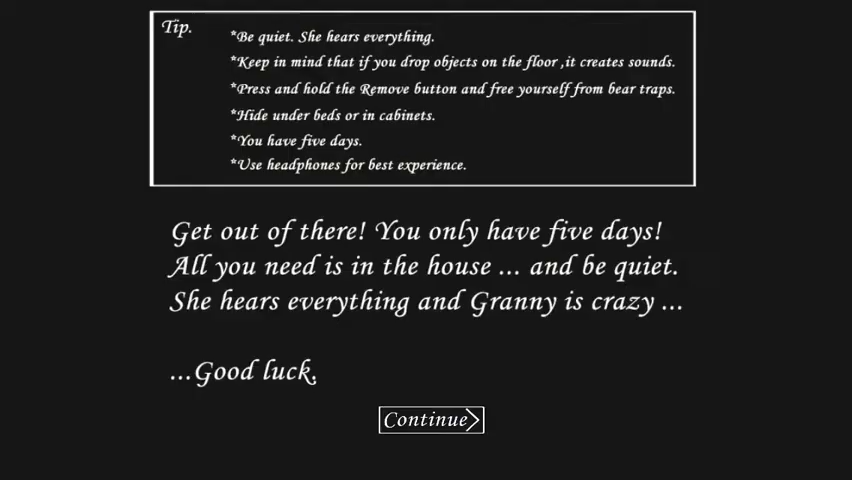 Tip.
*Be quiet. She hears everything.
*Keep in mind that if you drop objects on the floor ,it creates sounds.
*Press and hold the Remove button and free yourself from bear traps.
*Hide under beds or in cabinets.
*You have five days.
*Use headphones for best experience.
Get out of there! You only have five days!
All you need is in the house ... and be quiet.
She hears everything and Granny is crazy ...
...Good luck.
Continue